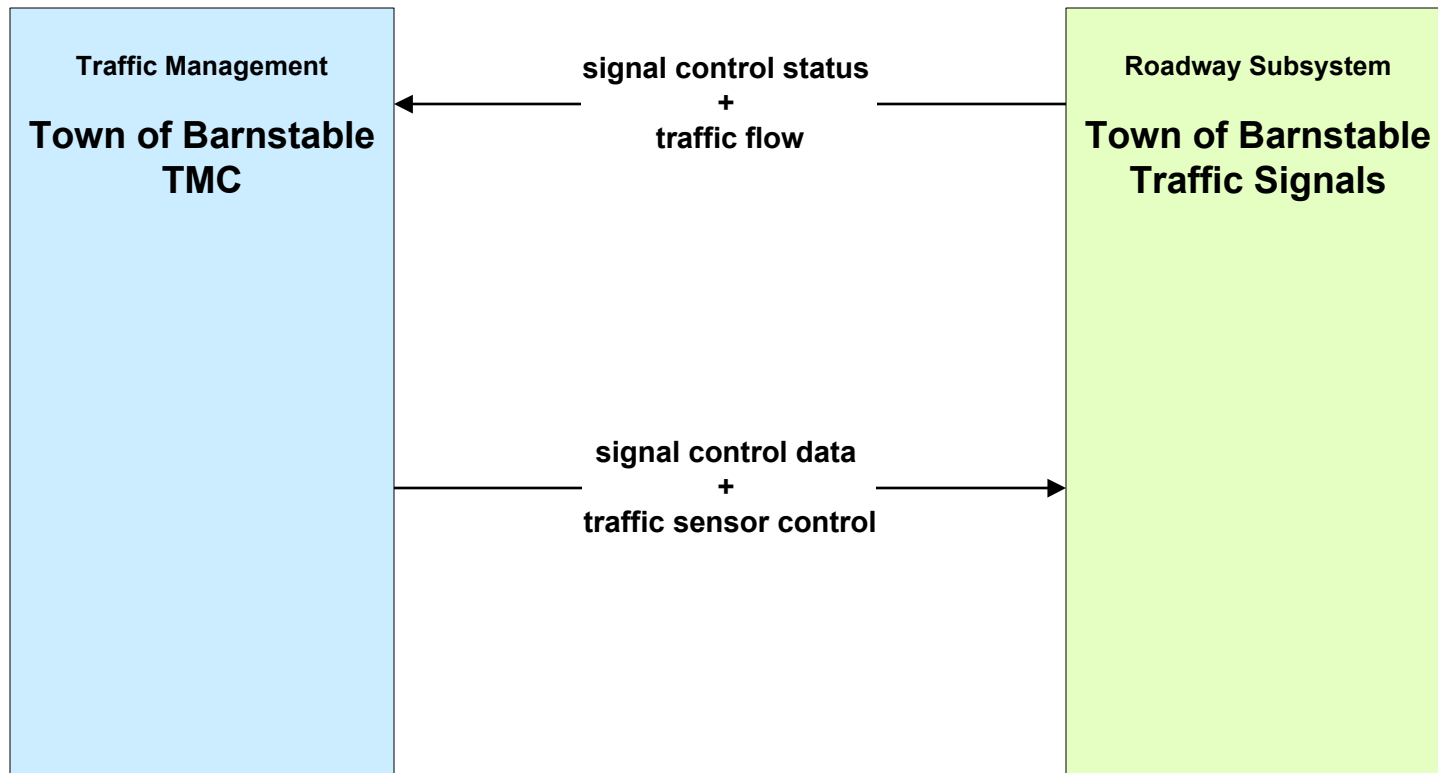 Traffic Management
Town of Barnstable
TMC
signal control status
+
traffic flow
Roadway Subsystem
Town of Barnstable
Traffic Signals
signal control data
+
traffic sensor control